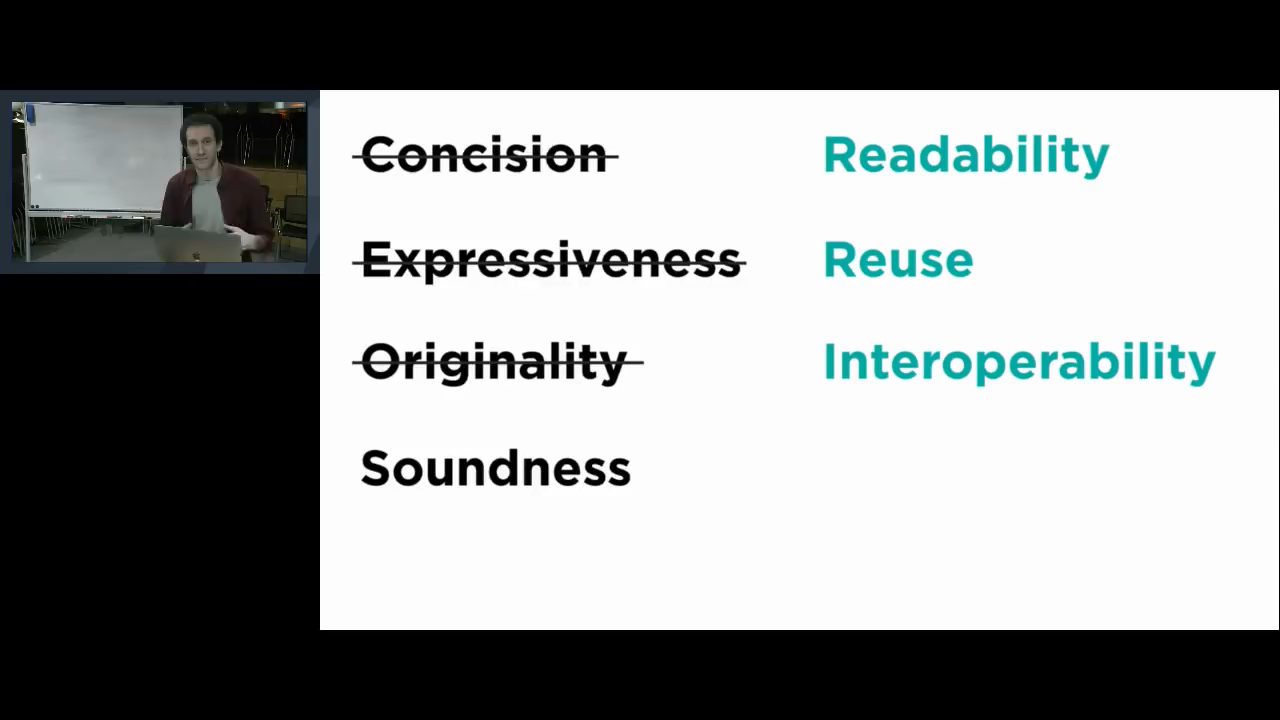 Concision Readability
Expressiveness Reuse
Originality Interoperability
Soundness